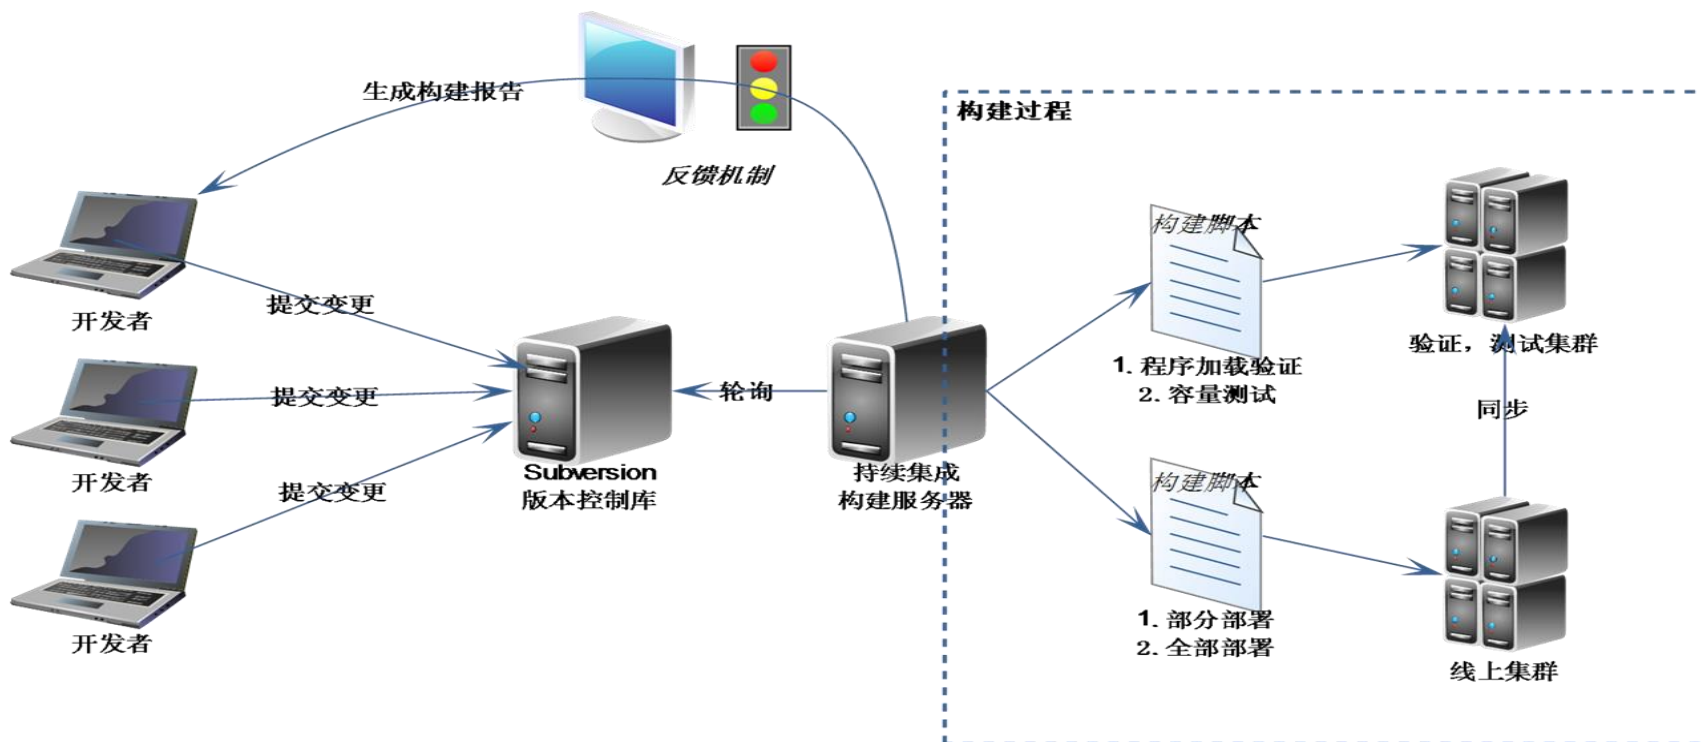 生成构建报告
反馈机制
构建过程
开发者
提交变更
开发者
提交变更
开发者
提交变更
Subversion
版本控制库
轮询
持续集成
构建服务器
构建脚本
1. 程序加载验证
2. 容量测试
验证，测试集群
同步
构建脚本
1. 部分部署
2. 全部部署
线上集群